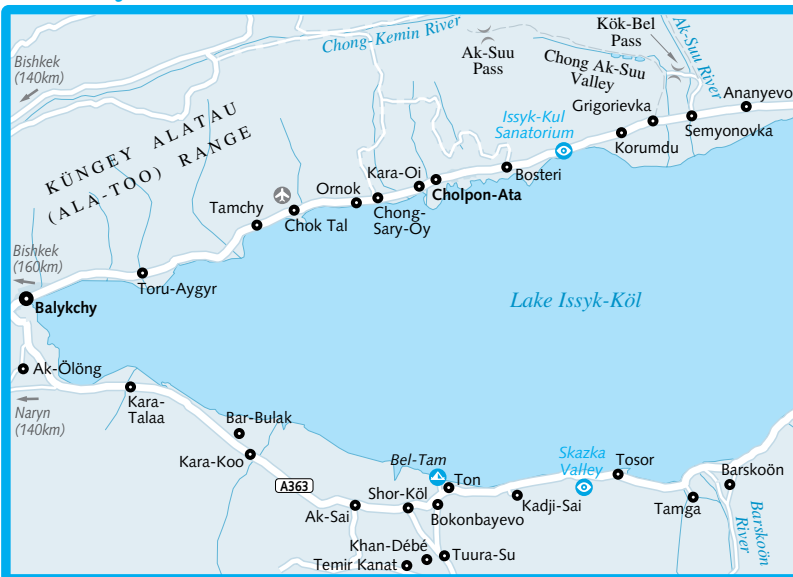 Chong-Kemin River
Kök-Bel
Pass
Ak-Suu River
Bishkek
(140km)
Ak-Suu
Pass
Chong Ak-Suu
Valley
Ananyevo
Grigorievka
Issyk-Kul
Sanatorium
Semyonovka
Korumdu
KÜNGEY ALATAU
(ALA-TOO) RANGE
Kara-Oi
Bosteri
Ornok
Cholpon-Ata
Tamchy
Chok Tal
Chong-
Sary-Oy
Bishkek
(160km)
Toru-Aygyr
Balykchy
Lake Issyk-Köl
Ak-Ölöng
Naryn
(140km)
Kara-
Talaa
Bar-Bulak
Kara-Koo
Bel-Tam
Skazka
Valley
Tosor
Barskoön
A363
Shor-Köl
Ton
Kadji-Sai
Tamga
Ak-Sai
Bokonbayevo
Barskoön
River
Khan-Débé
Tuura-Su
Temir Kanat